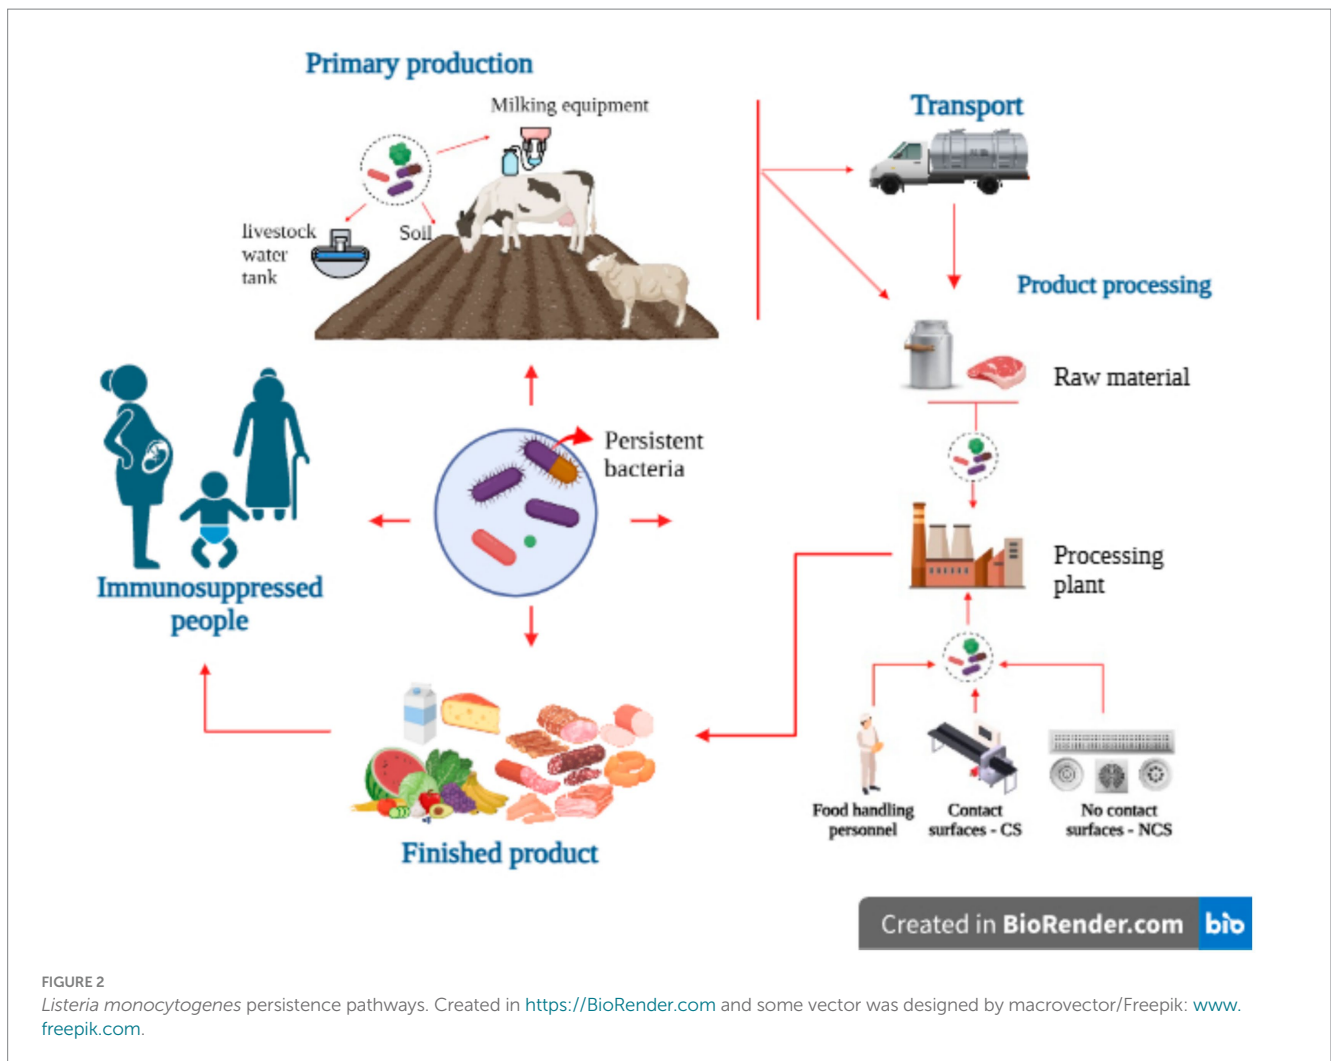 Primary production
Milking equipment
livestock
water
tank
Soil
Transport
Product processing
Raw material
Persistent
bacteria
Processing
plant
Immunosuppressed
people
Food handling
personnel
Contact
surfaces - CS
No contact
surfaces - NCS
Finished product
Created in BioRender.com bio
FIGURE 2
Listeria monocytogenes persistence pathways. Created in https://BioRender.com and some vector was designed by macrovector/Freepik: www.
freepik.com.